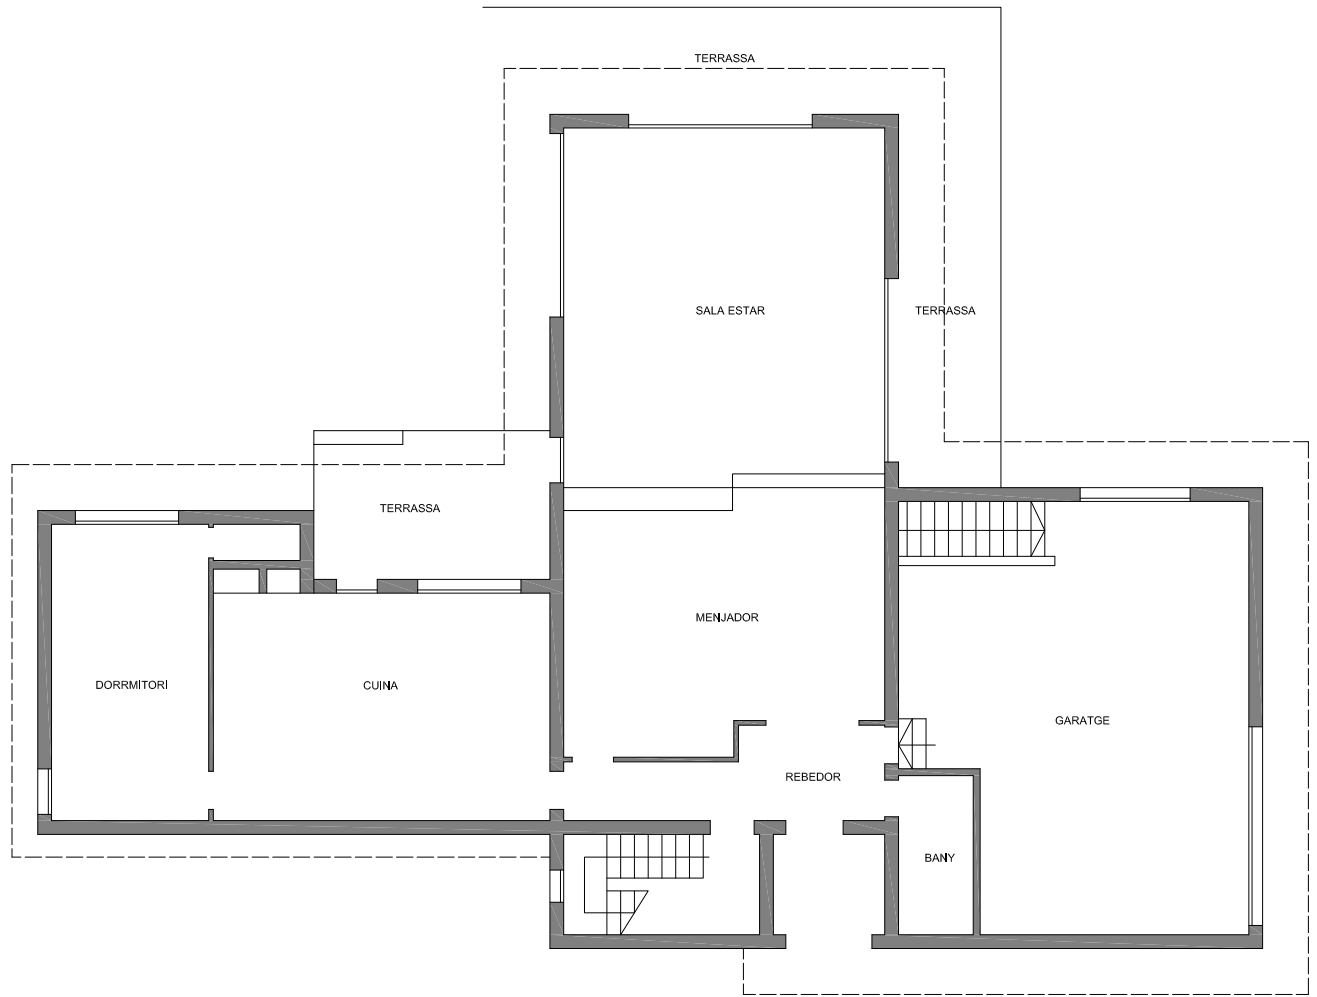 TERRASSA
SALA ESTAR
TERRASSA
TERRASSA
MENJADOR
DORRMITORI
CUINA
GARATGE
REBEDOR
BANY